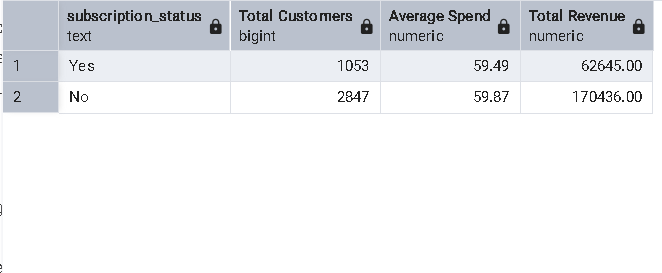 subscription_status Total Customers Average Spend Total Revenue
text bigint numeric numeric
1 Yes 1053 59.49 62645.00
2 No 2847 59.87 170436.00